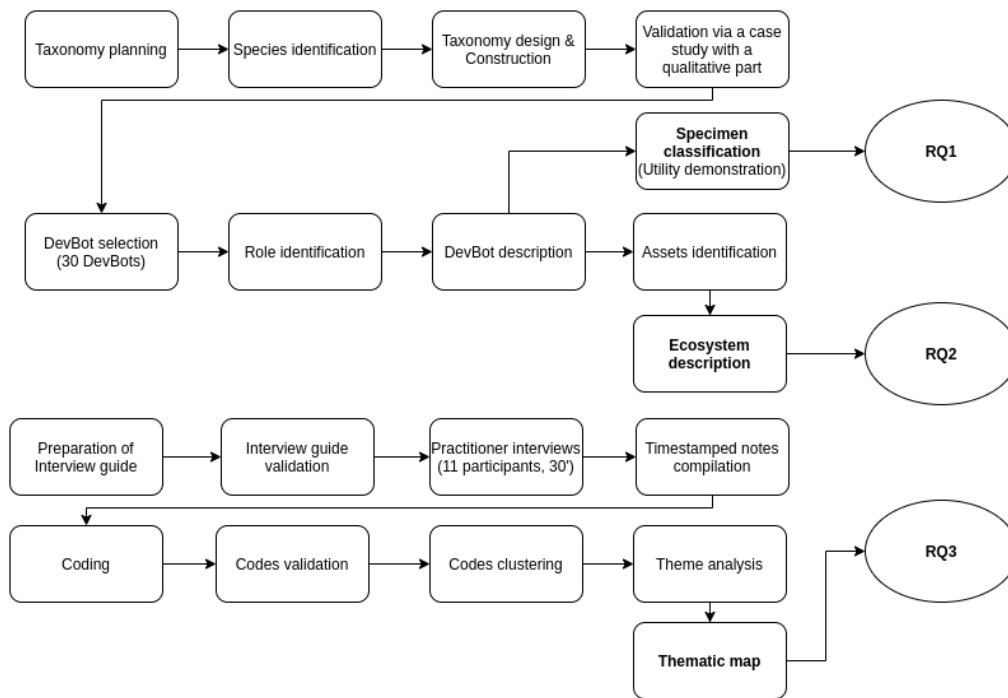 Taxonomy planning
Species identification
Taxonomy design &
Construction
Validation via a case
study with a
qualitative part
Specimen
classification
(Utility demonstration)
RQ1
DevBot selection
(30 DevBots)
Role identification
DevBot description
Assets identification
Ecosystem
description
RQ2
Preparation of
Interview guide
Interview guide
validation
Practitioner interviews
(11 participants, 30')
Timestamped notes
compilation
Coding
Codes validation
Codes clustering
Theme analysis
RQ3
Thematic map